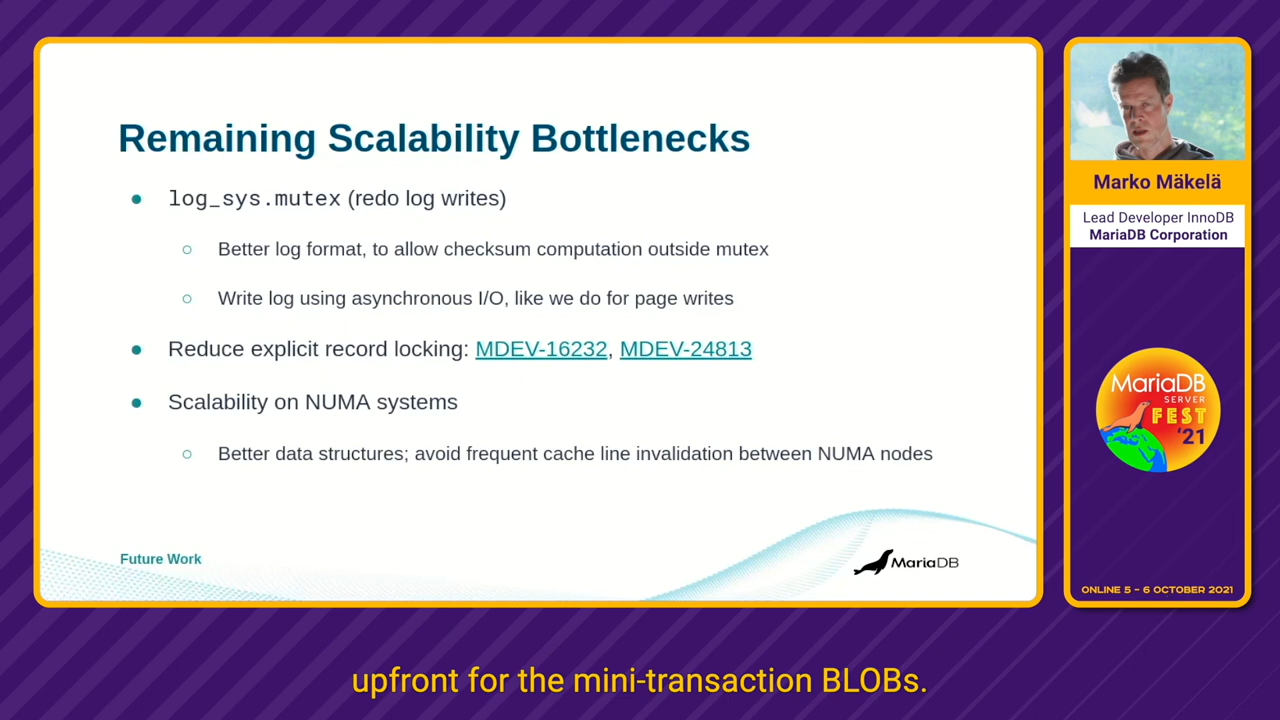 Remaining Scalability Bottlenecks
● log_sys.mutex (redo log writes)
○ Better log format, to allow checksum computation outside mutex
○ Write log using asynchronous I/O, like we do for page writes
● Reduce explicit record locking: MDEV-16232, MDEV-24813
● Scalability on NUMA systems
○ Better data structures; avoid frequent cache line invalidation between NUMA nodes
Future Work
MariaDB
Marko Mäkelä
Lead Developer InnoDB
MariaDB Corporation
MariaDB
SERVER
FEST
'21
ONLINE 5 – 6 OCTOBER 2021
upfront for the mini-transaction BLOBs.